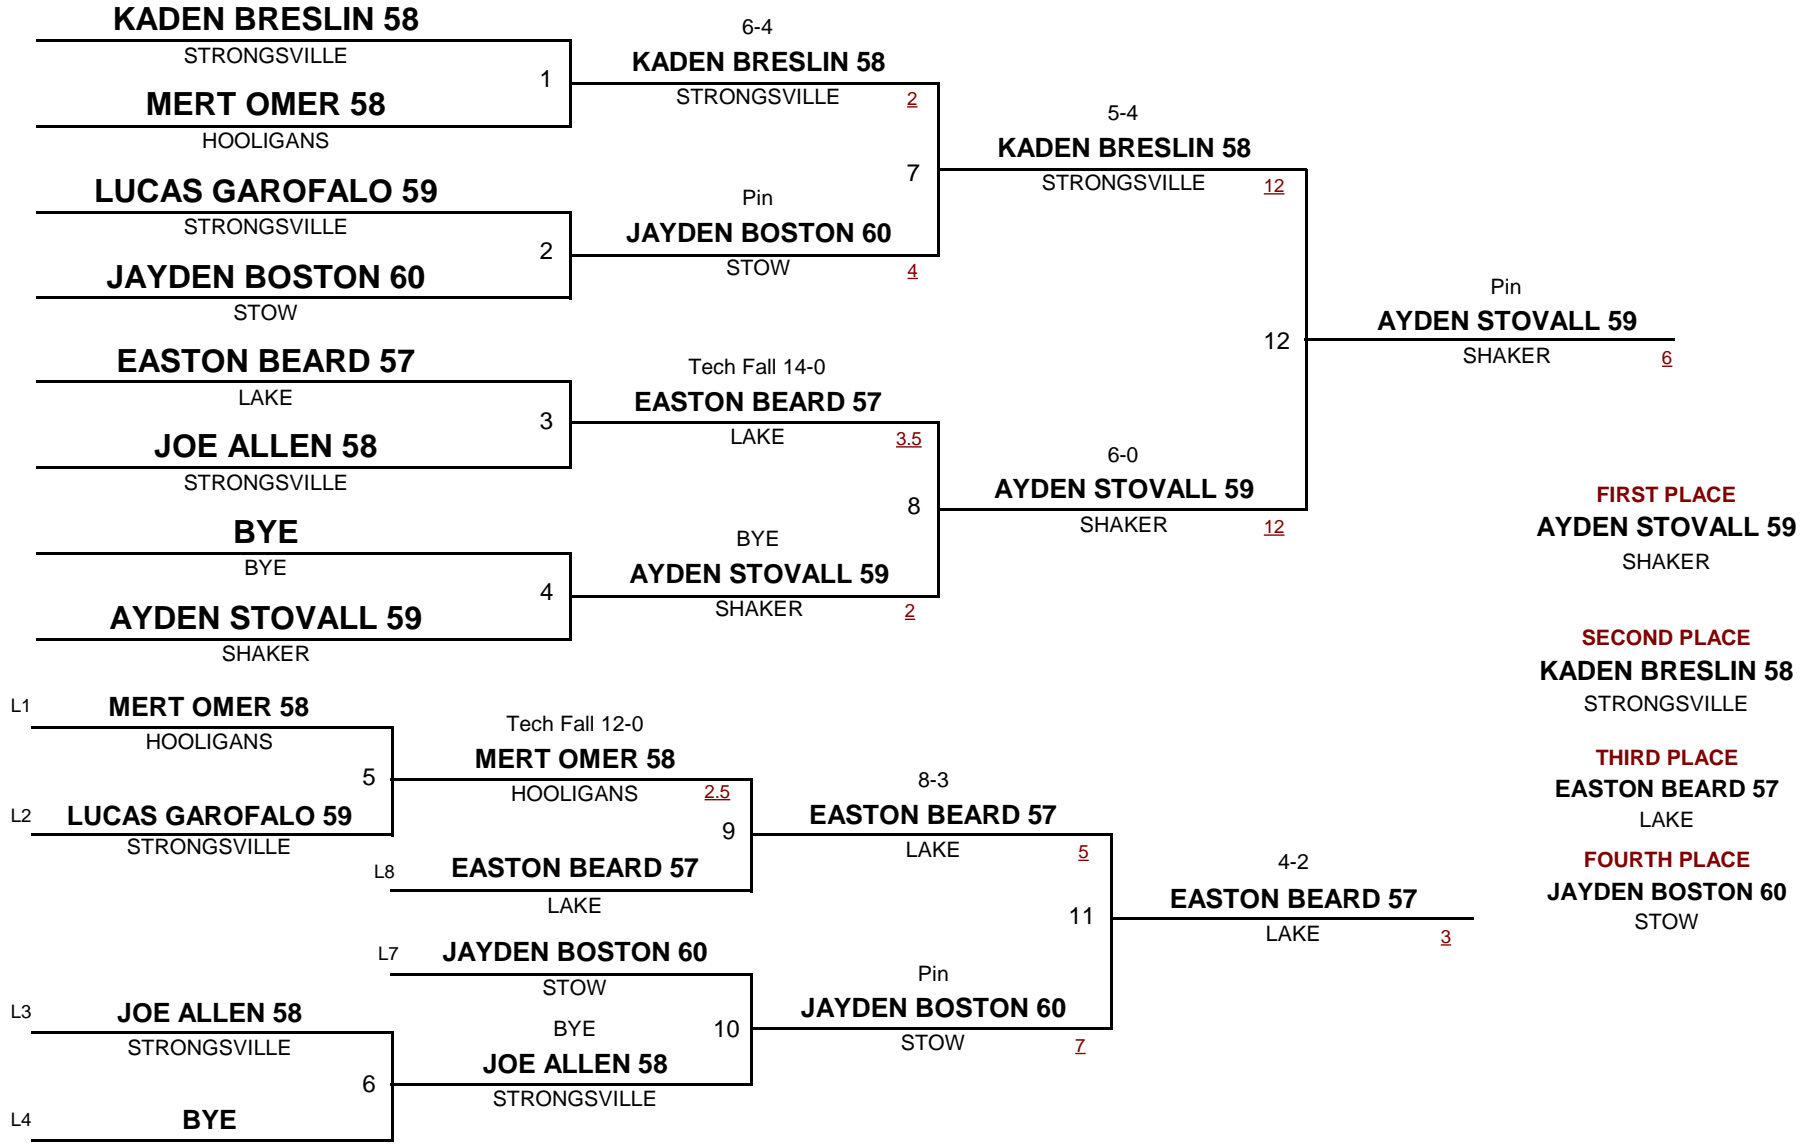 KADEN BRESLIN 58
STRONGSVILLE
1
MERT OMER 58
HOOLIGANS
LUCAS GAROFALO 59
STRONGSVILLE
2
JAYDEN BOSTON 60
STOW
EASTON BEARD 57
LAKE
3
JOE ALLEN 58
STRONGSVILLE
BYE
BYE
4
AYDEN STOVALL 59
SHAKER
6-4
KADEN BRESLIN 58
STRONGSVILLE 2
7
Pin
JAYDEN BOSTON 60
STOW 4
Tech Fall 14-0
EASTON BEARD 57
LAKE 3.5
8
BYE
AYDEN STOVALL 59
SHAKER 2
5-4
KADEN BRESLIN 58
STRONGSVILLE 12
12
6-0
AYDEN STOVALL 59
SHAKER 12
Pin
AYDEN STOVALL 59
SHAKER 6
FIRST PLACE
AYDEN STOVALL 59
SHAKER
SECOND PLACE
KADEN BRESLIN 58
STRONGSVILLE
THIRD PLACE
EASTON BEARD 57
LAKE
FOURTH PLACE
JAYDEN BOSTON 60
STOW
L1 MERT OMER 58
HOOLIGANS
5
L2 LUCAS GAROFALO 59
STRONGSVILLE
L3 JOE ALLEN 58
STRONGSVILLE
6
L4 BYE
Tech Fall 12-0
MERT OMER 58
HOOLIGANS 2.5
9
L8 EASTON BEARD 57
LAKE
L7 JAYDEN BOSTON 60
STOW
BYE 10
JOE ALLEN 58
STRONGSVILLE
8-3
EASTON BEARD 57
LAKE 5
11
Pin
JAYDEN BOSTON 60
STOW 7
4-2
EASTON BEARD 57
LAKE 3